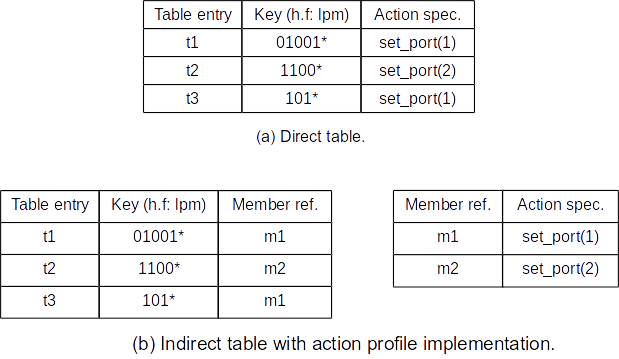 Table entry Key (h.f: lpm) Action spec.
t1 01001* set_port(1)
t2 1100* set_port(2)
t3 101* set_port(1)
(a) Direct table.
Table entry Key (h.f: lpm) Member ref.
t1 01001* m1
t2 1100* m2
t3 101* m1
Member ref. Action spec.
m1 set_port(1)
m2 set_port(2)
(b) Indirect table with action profile implementation.